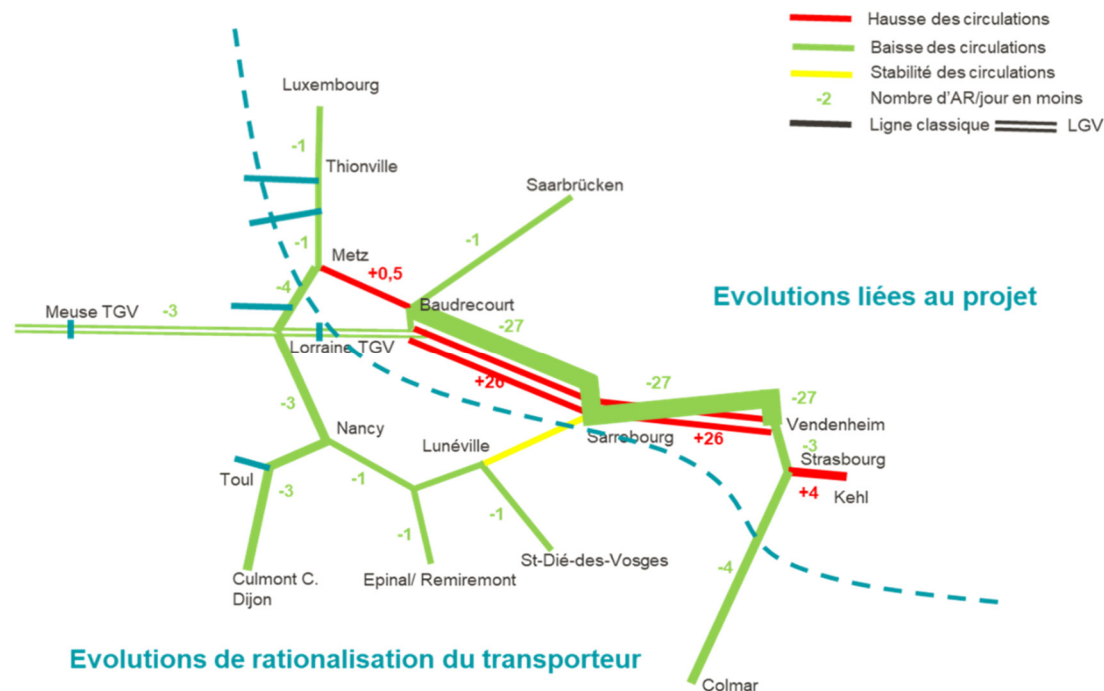 Hausse des circulations
Baisse des circulations
Stabilité des circulations
-2 Nombre d'AR/jour en moins
Ligne classique LGV
Luxembourg
-1
Thionville
-1
Metz
Saarbrücken
-1
+0,5
-4
Baudrecourt
Evolutions liées au projet
Meuse TGV
-3
Lorraine TGV
-27
+26
-27
-27
Sarrebourg
+26
Vendenheim
-3
Strasbourg
+4
Kehl
-3
Nancy
Lunéville
Toul
-3
-1
-1
-1
St-Dié-des-Vosges
-4
Culmont C.
Dijon
Epinal/ Remiremont
Evolutions de rationalisation du transporteur
Colmar